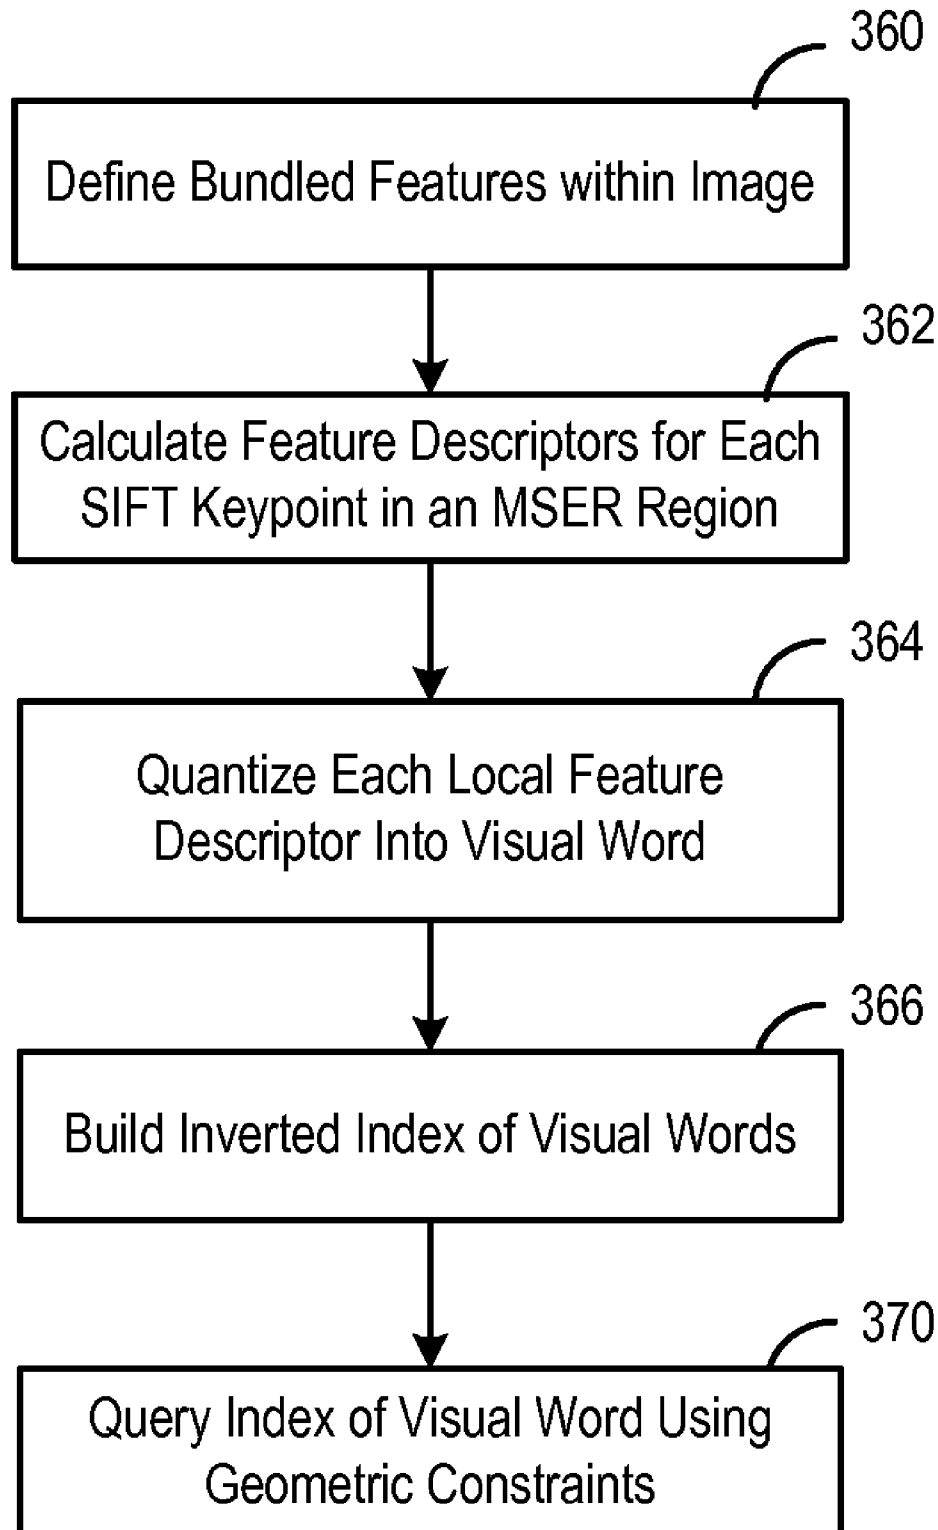 360
Define Bundled Features within Image
362
Calculate Feature Descriptors for Each
SIFT Keypoint in an MSER Region
364
Quantize Each Local Feature
Descriptor Into Visual Word
366
Build Inverted Index of Visual Words
370
Query Index of Visual Word Using
Geometric Constraints